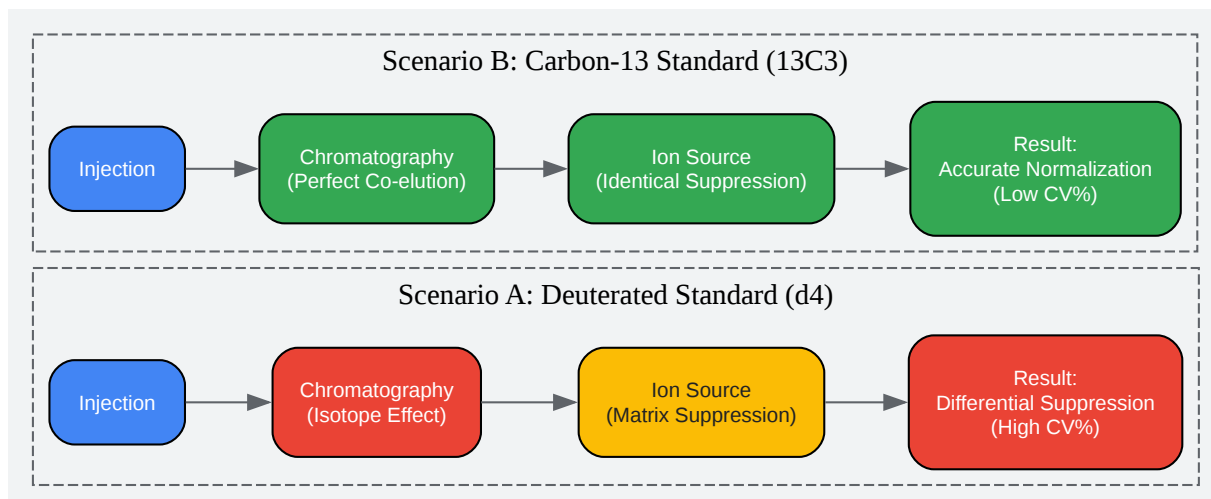 Scenario B: Carbon-13 Standard (13C3)
Injection
Chromatography
(Perfect Co-elution)
Ion Source
(Identical Suppression)
Result:
Accurate Normalization
(Low CV%)
Scenario A: Deuterated Standard (d4)
Injection
Chromatography
(Isotope Effect)
Ion Source
(Matrix Suppression)
Result:
Differential Suppression
(High CV%)